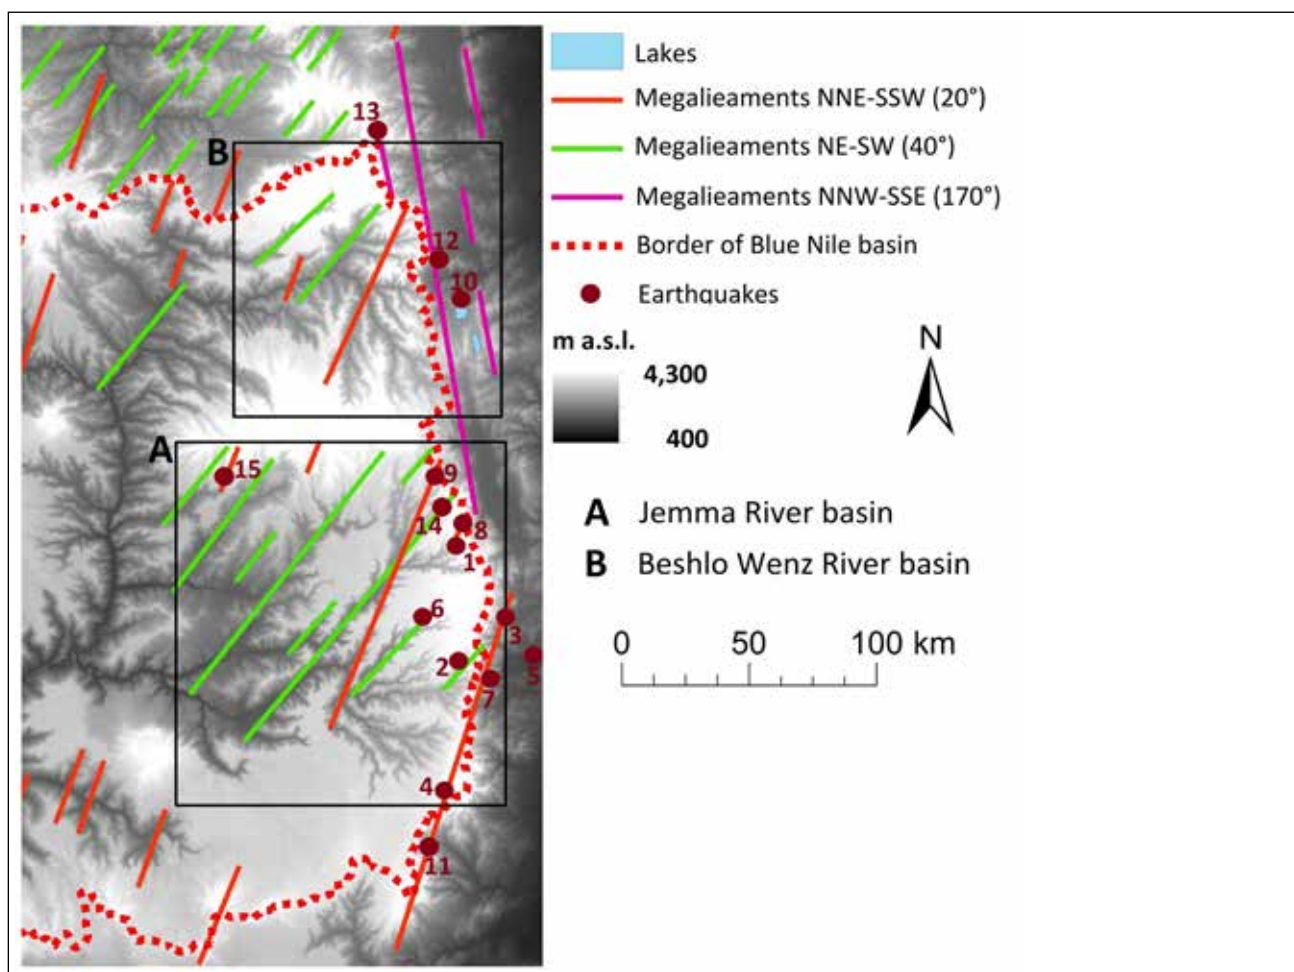 13
B
12
10
A
15
9
14
8
1
6
3
2
5
7
4
11
Lakes
Megalieaments NNE-SSW (20°)
Megalieaments NE-SW (40°)
Megalieaments NNW-SSE (170°)
Border of Blue Nile basin
Earthquakes
m a.s.l.
4,300
400
N
A Jemma River basin
B Beshlo Wenz River basin
0 50 100 km